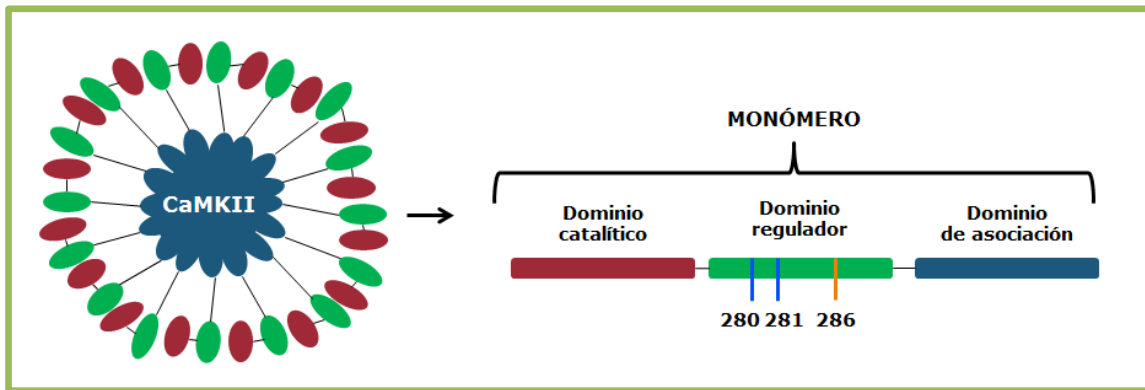 CaMKII
MONÓMERO
Dominio
catalítico
Dominio
regulador
Dominio
de asociación
280 281 286